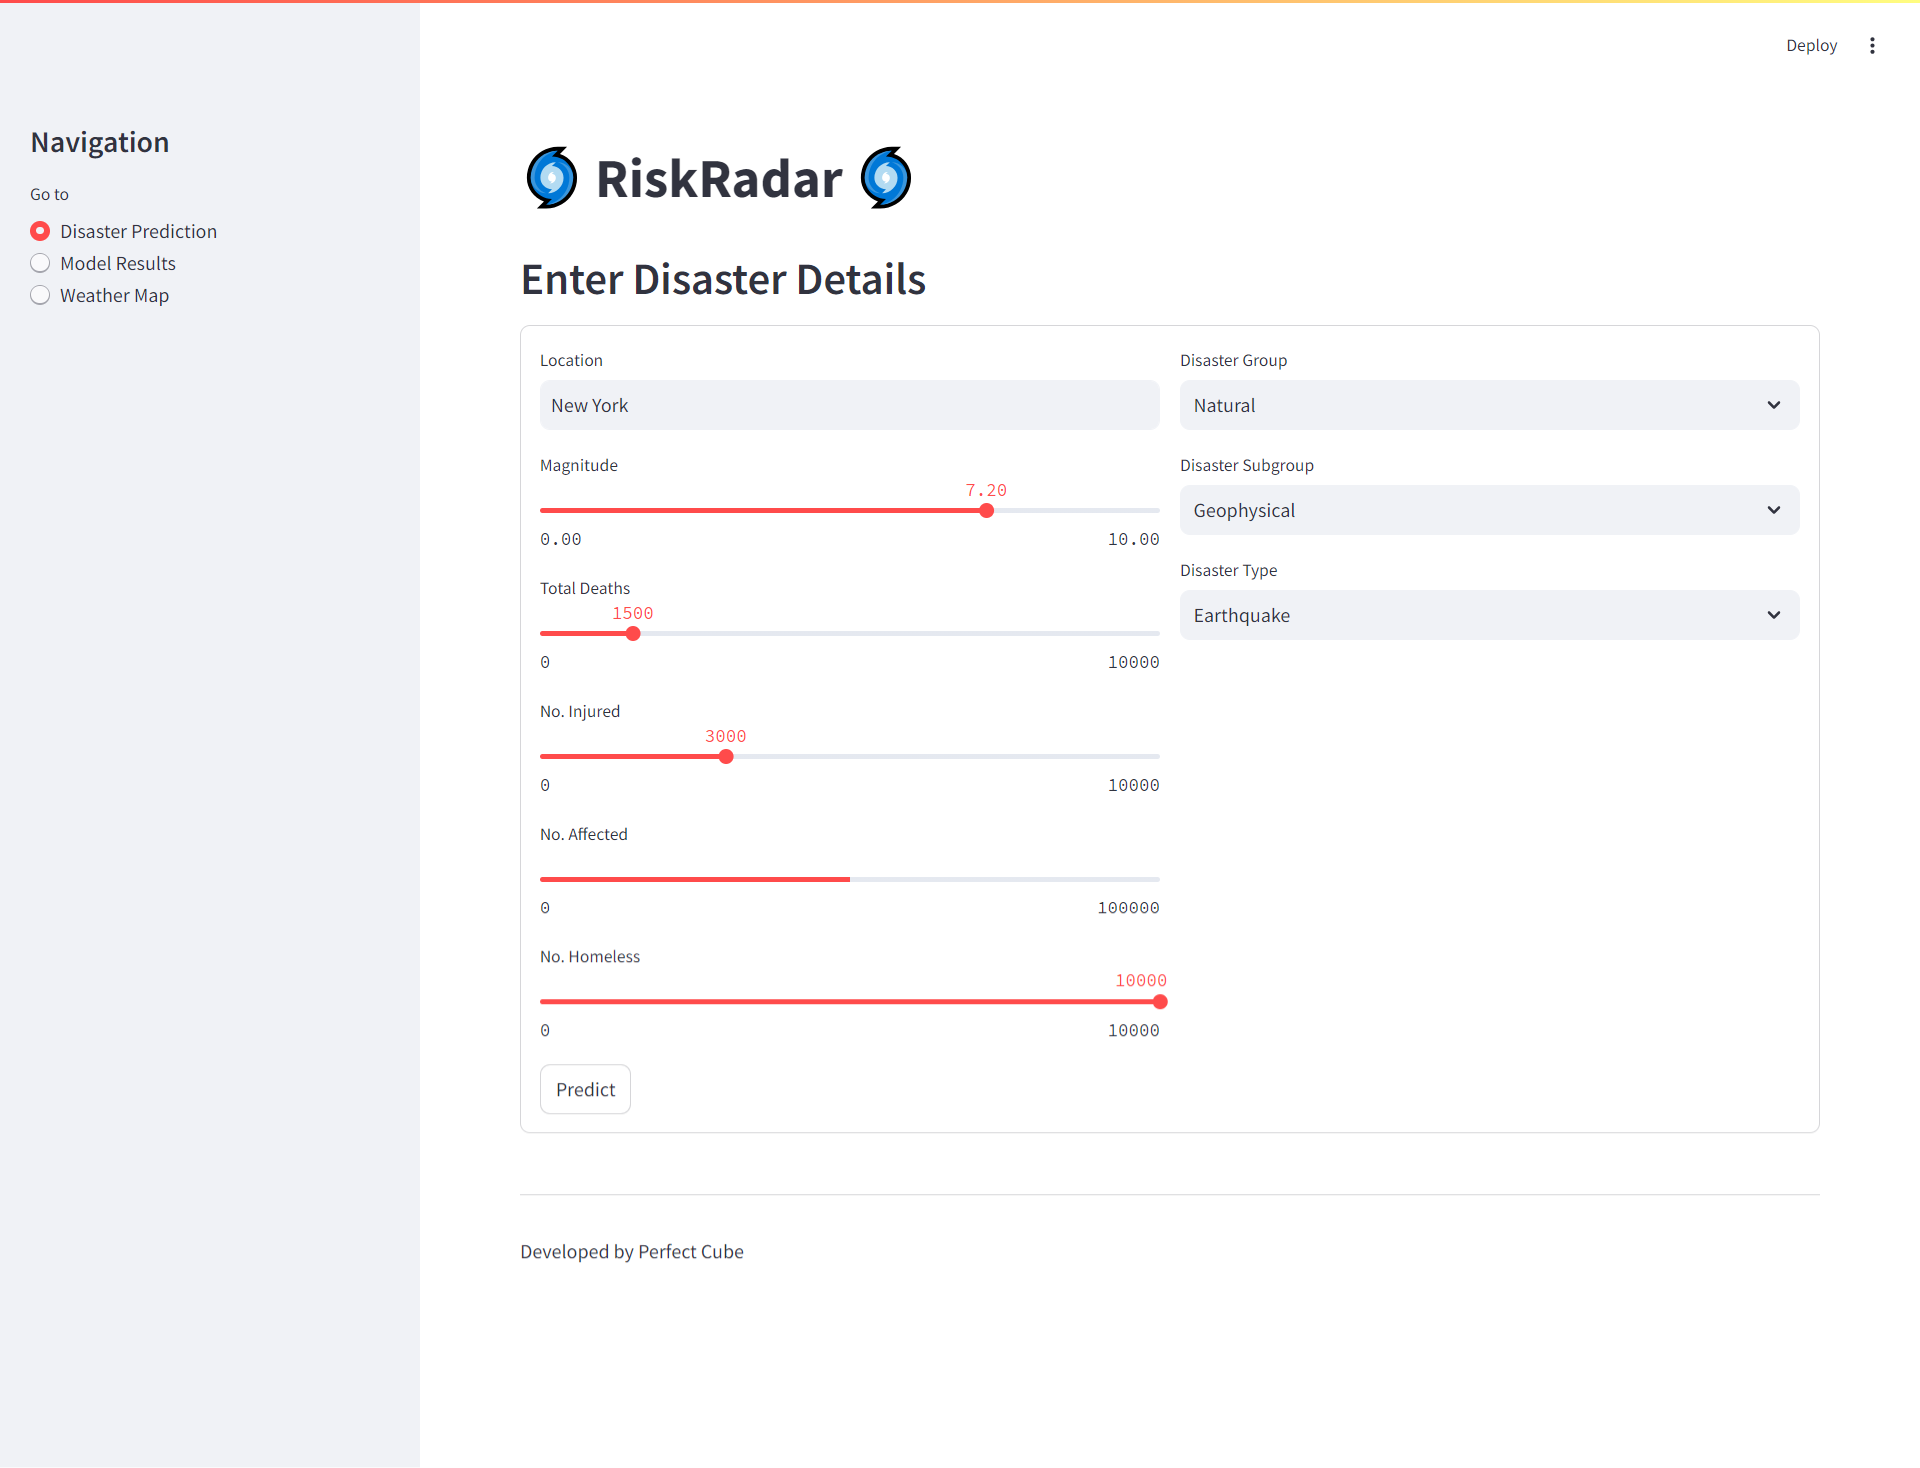 Deploy
Navigation
Go to
Disaster Prediction
Model Results
Weather Map
RiskRadar
Enter Disaster Details
Location
New York
Magnitude
7.20
0.00 10.00
Total Deaths
1500
0 10000
No. Injured
3000
0 10000
No. Affected
0 100000
No. Homeless
10000
0 10000
Predict
Disaster Group
Natural
Disaster Subgroup
Geophysical
Disaster Type
Earthquake
Developed by Perfect Cube